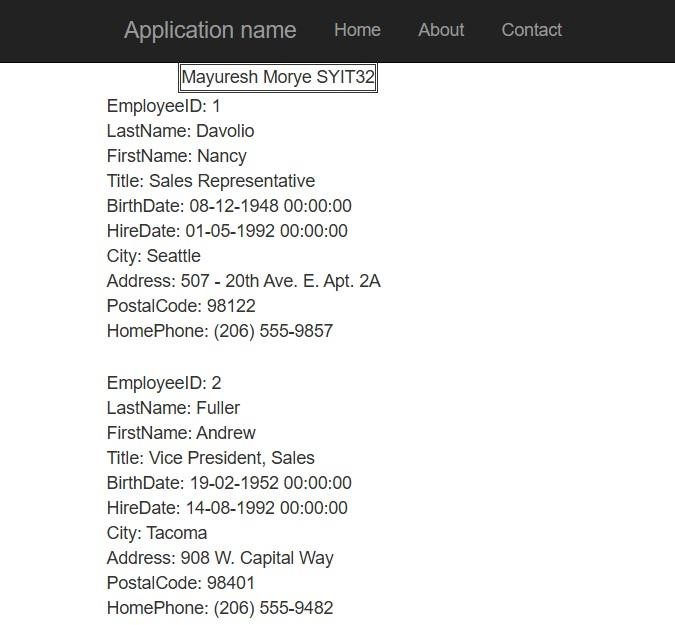 Application name Home About Contact
Mayuresh Morye SYIT32
EmployeeID: 1
LastName: Davolio
FirstName: Nancy
Title: Sales Representative
BirthDate: 08-12-1948 00:00:00
HireDate: 01-05-1992 00:00:00
City: Seattle
Address: 507 - 20th Ave. E. Apt. 2A
PostalCode: 98122
HomePhone: (206) 555-9857
EmployeeID: 2
LastName: Fuller
FirstName: Andrew
Title: Vice President, Sales
BirthDate: 19-02-1952 00:00:00
HireDate: 14-08-1992 00:00:00
City: Tacoma
Address: 908 W. Capital Way
PostalCode: 98401
HomePhone: (206) 555-9482